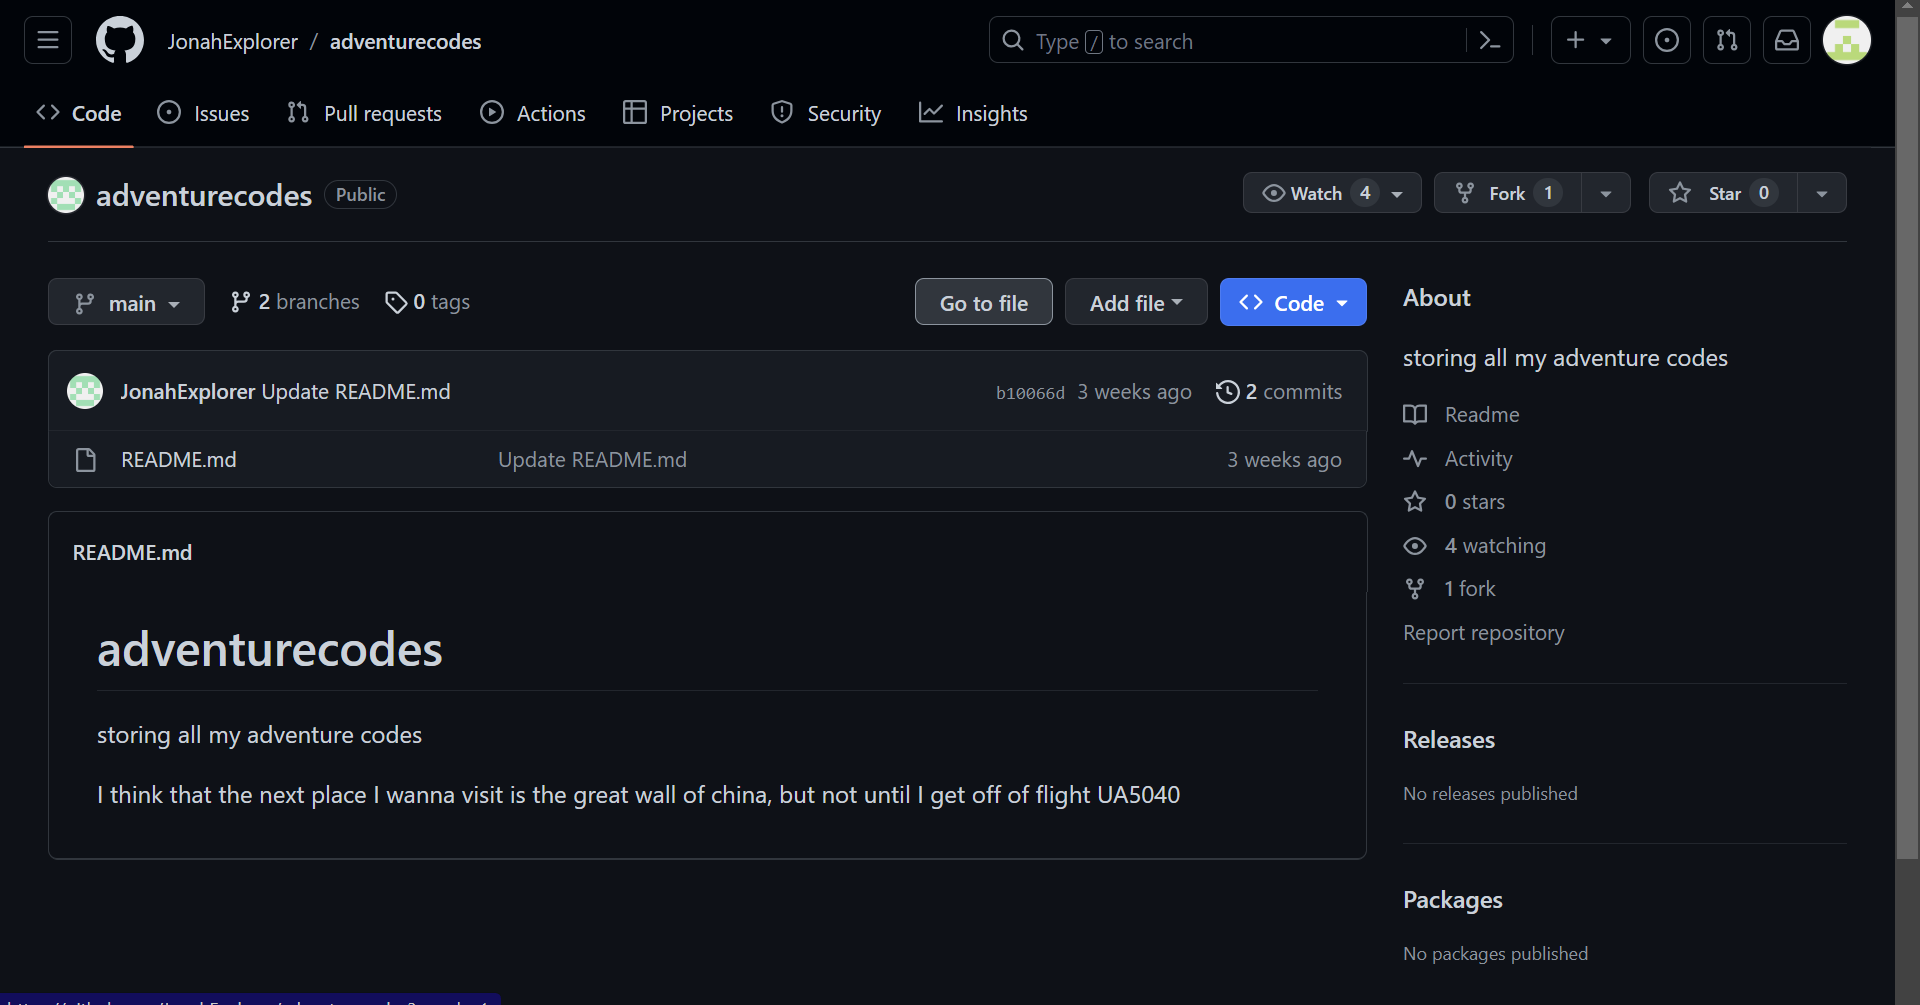 JonahExplorer / adventurecodes
Type / to search
Code Issues Pull requests Actions Projects Security Insights
adventurecodes Public
Watch 4 Fork 1 Star 0
main 2 branches 0 tags
Go to file Add file Code
JonahExplorer Update README.md b10066d 3 weeks ago 2 commits
README.md Update README.md 3 weeks ago
README.md
adventurecodes
storing all my adventure codes
I think that the next place I wanna visit is the great wall of china, but not until I get off of flight UA5040
About
storing all my adventure codes
Readme
Activity
0 stars
4 watching
1 fork
Report repository
Releases
No releases published
Packages
No packages published